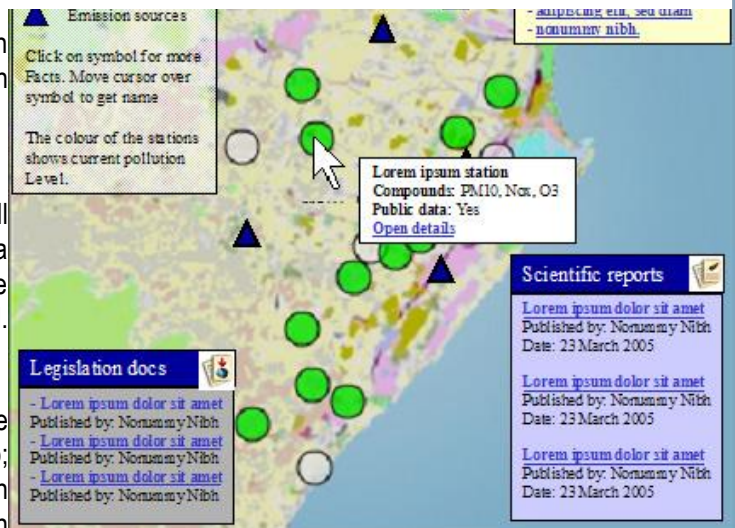 Emission sources
Click on symbol for more
Facts. Move cursor over
symbol to get name
The colour of the stations
shows current pollution
Level.
- adipiscing elit, sed diam
- nonummy nibh.
Lorem ipsum station
Compounds: PM10, Nox, O3
Public data: Yes
Open details
Scientific reports
Lorem ipsum dolor sit amet
Published by: Nonummy Nibh
Date: 23 March 2005
Lorem ipsum dolor sit amet
Published by: Nonummy Nibh
Date: 23 March 2005
Lorem ipsum dolor sit amet
Published by: Nonummy Nibh
Date: 23 March 2005
Legislation docs
- Lorem ipsum dolor sit amet
Published by: Nonummy Nibh
- Lorem ipsum dolor sit amet
Published by: Nonummy Nibh
- Lorem ipsum dolor sit amet
Published by: Nonummy Nibh